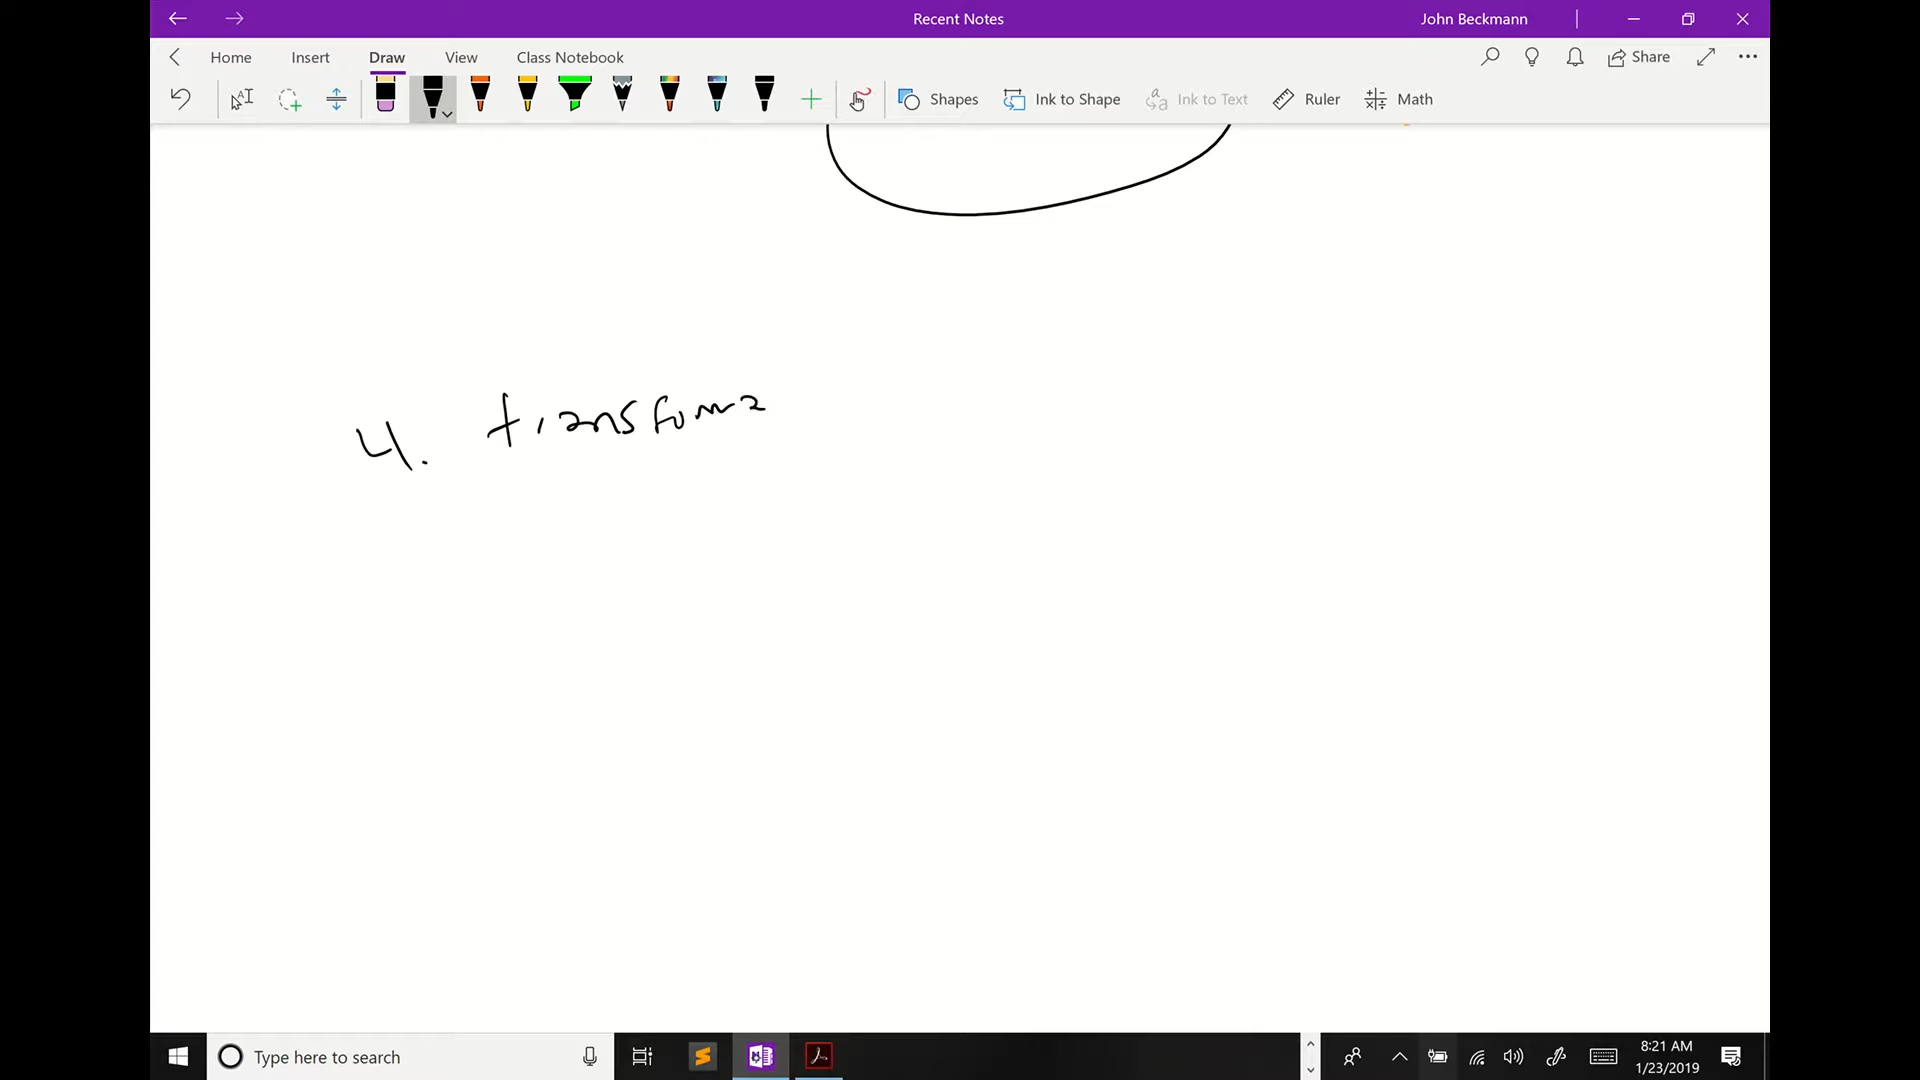 Recent Notes
John Beckmann
Home Insert Draw View Class Notebook Share
Shapes Ink to Shape Ink to Text Ruler Math
4. transforma
Type here to search
8:21 AM
1/23/2019